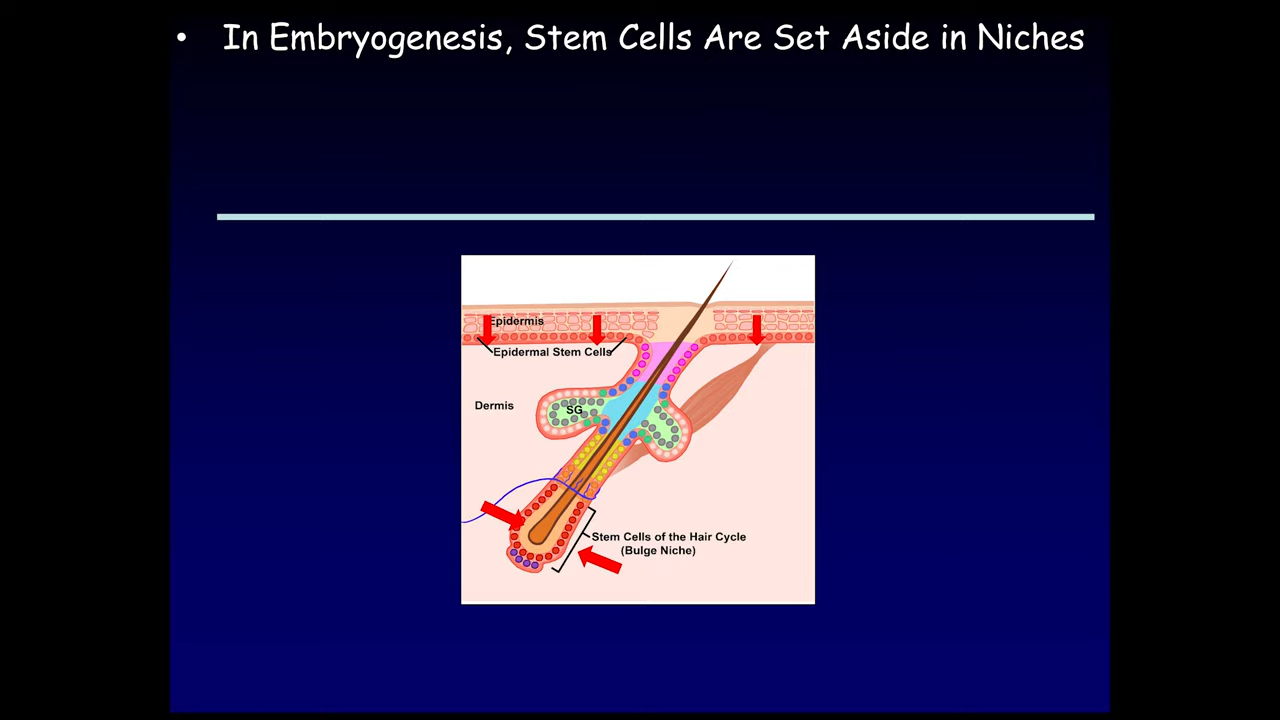 • In Embryogenesis, Stem Cells Are Set Aside in Niches
Epidermis
Epidermal Stem Cells
Dermis
SG
Stem Cells of the Hair Cycle
(Bulge Niche)